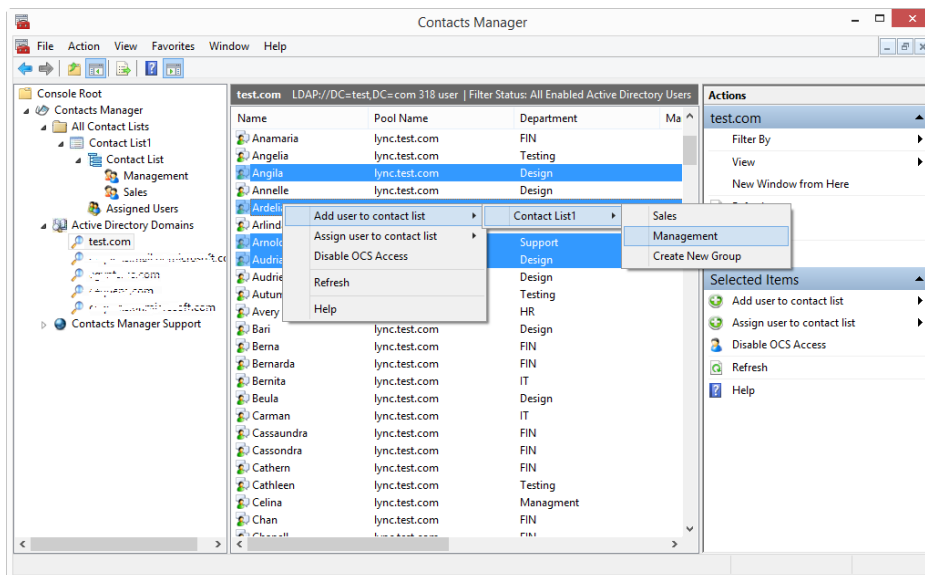 Contacts Manager
File Action View Favorites Window Help
Console Root
Contacts Manager
All Contact Lists
Contact List1
Contact List
Management
Sales
Assigned Users
Active Directory Domains
test.com
Contacts Manager Support
test.com LDAP://DC=test,DC=com 318 user | Filter Status: All Enabled Active Directory Users
Name Pool Name Department Ma
Anamaria lync.test.com FIN
Angelia lync.test.com Testing
Angila lync.test.com Design
Annelle lync.test.com Design
Ardeli
Arlind
Arnold Support
Audria Design
Audrie Design
Autun Testing
Avery HR
Bari lync.test.com Design
Berna lync.test.com FIN
Bernarda lync.test.com FIN
Bernita lync.test.com IT
Beula lync.test.com Design
Carman lync.test.com IT
Cassaundra lync.test.com FIN
Cassondra lync.test.com FIN
Cathern lync.test.com FIN
Cathleen lync.test.com Testing
Celina lync.test.com Managment
Chan lync.test.com FIN
Add user to contact list
Assign user to contact list
Disable OCS Access
Refresh
Help
Contact List1
Sales
Management
Create New Group
Actions
test.com
Filter By
View
New Window from Here
Selected Items
Add user to contact list
Assign user to contact list
Disable OCS Access
Refresh
Help